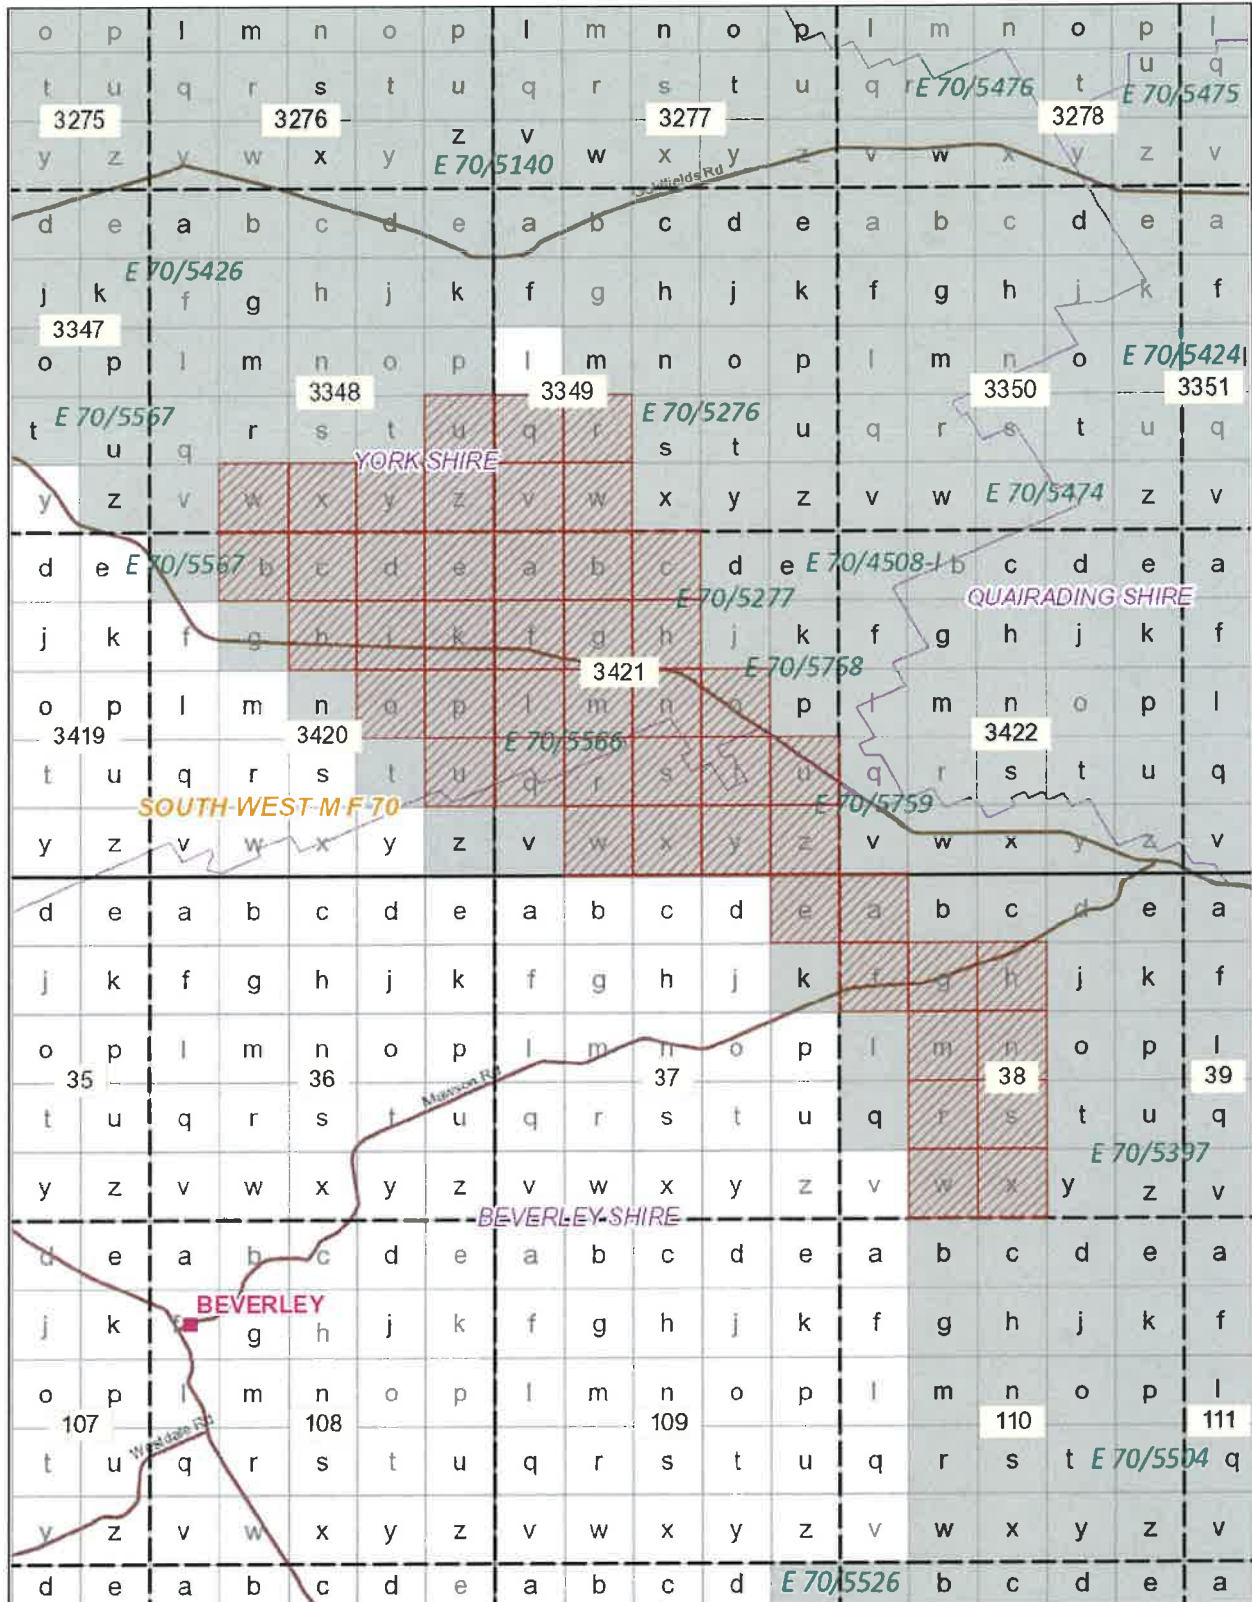 o p l m n o p l m n o p l m n o p l
t u q r s t u q r s t u q r E 70/5476 t u q
E 70/5475
3275 3276 3277 3278
y z v w x y z v w x y z v w x y z v
E 70/5140
Goldfields Rd
d e a b c d e a b c d e a b c d e a
E 70/5426
j k f g h j k f g h j k f g h j k f
3347
o p l m n o p l m n o p l m n o E 70/5424 l
3348 3349 3350 3351
E 70/5567 E 70/5276
t u q r s t u q r s t u q r s t u q
YORK SHIRE
y z v w x y z v w x y z v w E 70/5474 z v
d e E 70/5567 b c d e a b c d e E 70/4508-I b c d e a
E 70/5277 QUAIRADING SHIRE
j k f g h j k f g h j k f g h j k f
3421 E 70/5758
o p l m n o p l m n o p l m n o p l
3419 3420 E 70/5566 3422
t u q r s t u q r s t u q r s t u q
SOUTH WEST M F 70 E 70/5759
y z v w x y z v w x y z v w x y z v
d e a b c d e a b c d e a b c d e a
j k f g h j k f g h j k f g h j k f
o p l m n o p l m n o p l m n o p l
35 36 Mawson Rd 37 38 39
t u q r s t u q r s t u q r s t u q
E 70/5397
y z v w x y z v w x y z v w x y z v
BEVERLEY SHIRE
d e a b c d e a b c d e a b c d e a
BEVERLEY
j k f g h j k f g h j k f g h j k f
o p l m n o p l m n o p l m n o p l
107 Westdale Rd 108 109 110 111
t u q r s t u q r s t u q r s t E 70/5504 q
y z v w x y z v w x y z v w x y z v
d e a b c d e a b c d E 70/5526 b c d e a